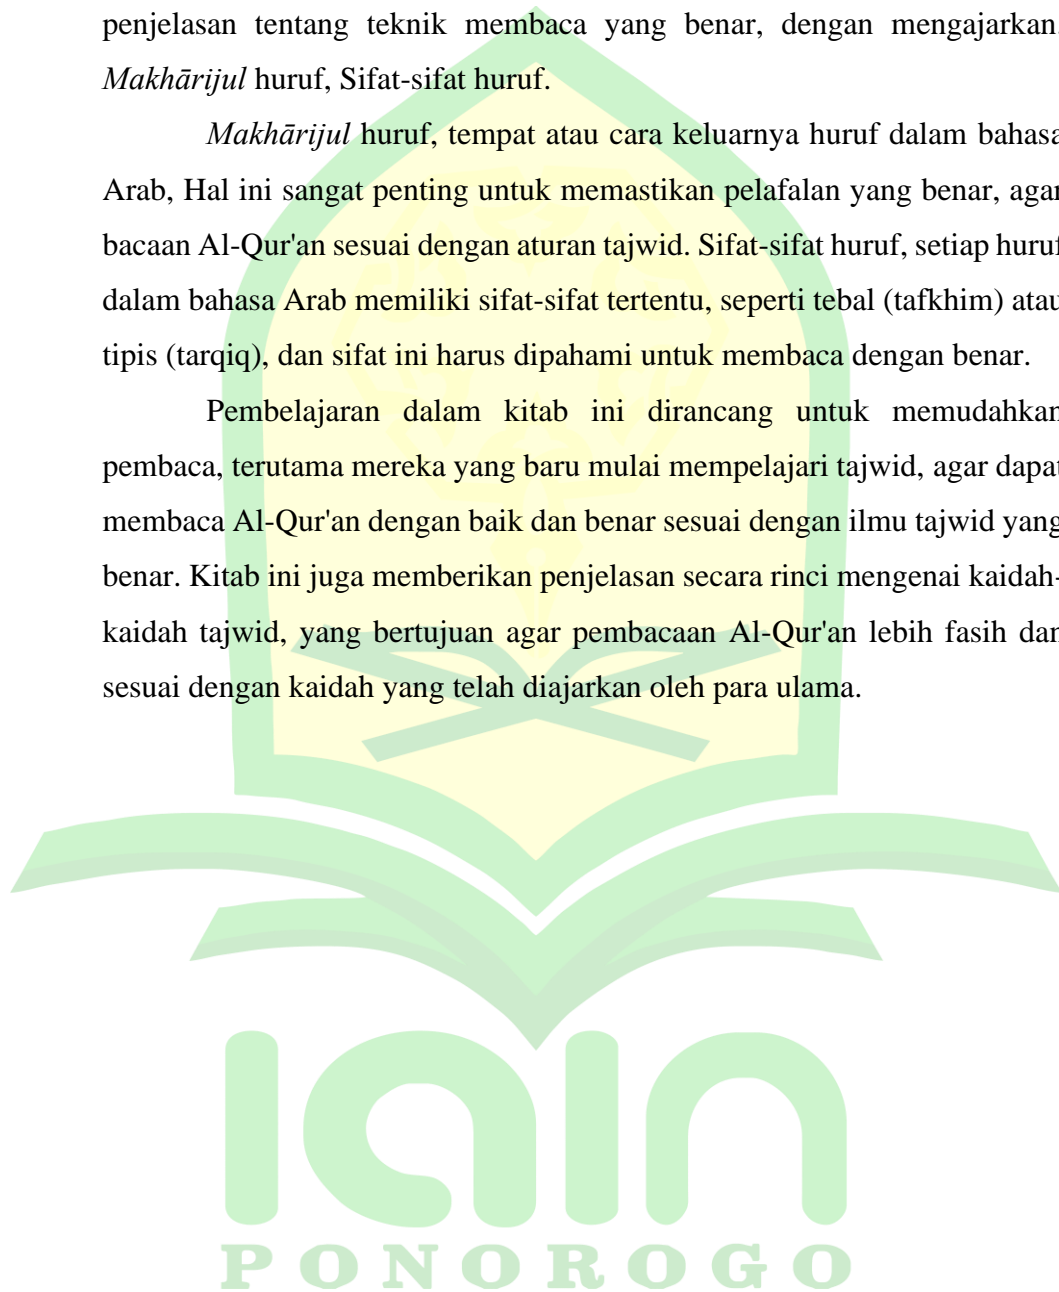 penjelasan tentang teknik membaca yang benar, dengan mengajarkan.
Makhārijul huruf, Sifat-sifat huruf.
Makhārijul huruf, tempat atau cara keluarnya huruf dalam bahasa
Arab, Hal ini sangat penting untuk memastikan pelafalan yang benar, agar
bacaan Al-Qur'an sesuai dengan aturan tajwid. Sifat-sifat huruf, setiap huruf
dalam bahasa Arab memiliki sifat-sifat tertentu, seperti tebal (tafkhim) atau
tipis (tarqiq), dan sifat ini harus dipahami untuk membaca dengan benar.
Pembelajaran dalam kitab ini dirancang untuk memudahkan
pembaca, terutama mereka yang baru mulai mempelajari tajwid, agar dapat
membaca Al-Qur'an dengan baik dan benar sesuai dengan ilmu tajwid yang
benar. Kitab ini juga memberikan penjelasan secara rinci mengenai kaidah-
kaidah tajwid, yang bertujuan agar pembacaan Al-Qur'an lebih fasih dan
sesuai dengan kaidah yang telah diajarkan oleh para ulama.
iain
PONOROGO